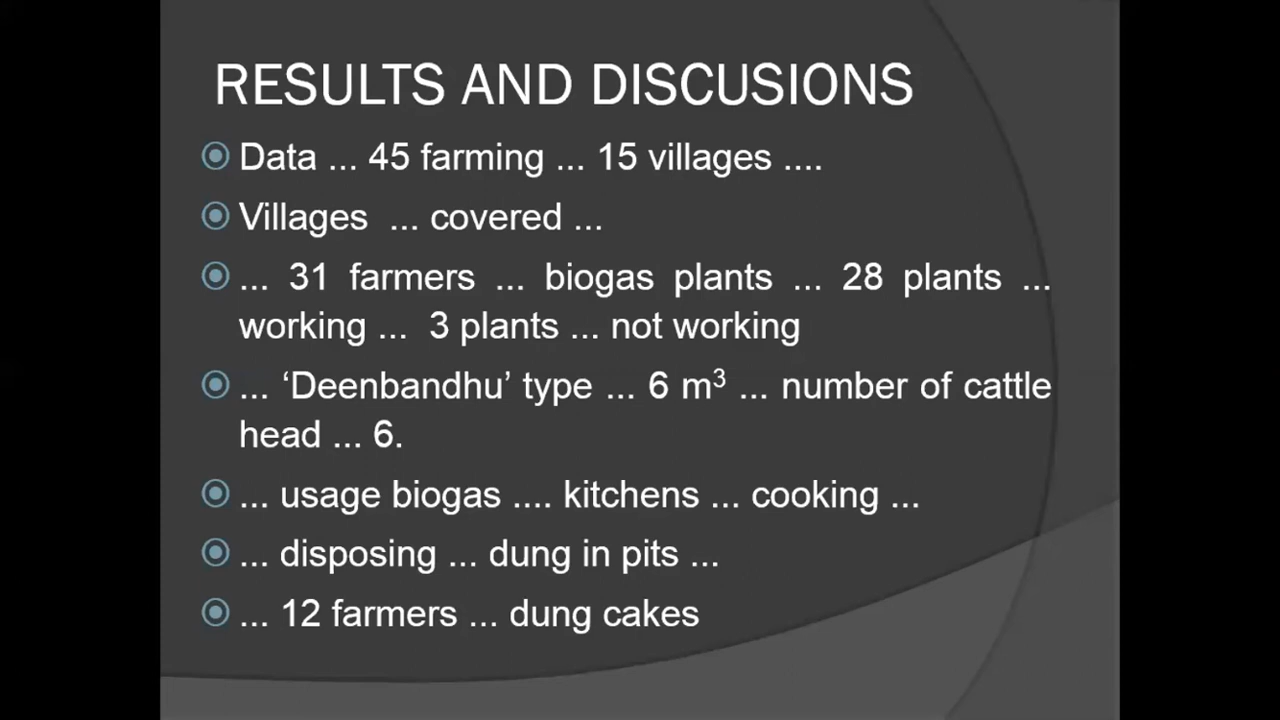 RESULTS AND DISCUSIONS
Data ... 45 farming ... 15 villages ....
Villages ... covered ...
... 31 farmers ... biogas plants ... 28 plants ...
working ... 3 plants ... not working
... ‘Deenbandhu’ type ... 6 m³ ... number of cattle
head ... 6.
... usage biogas .... kitchens ... cooking ...
... disposing ... dung in pits ...
... 12 farmers ... dung cakes